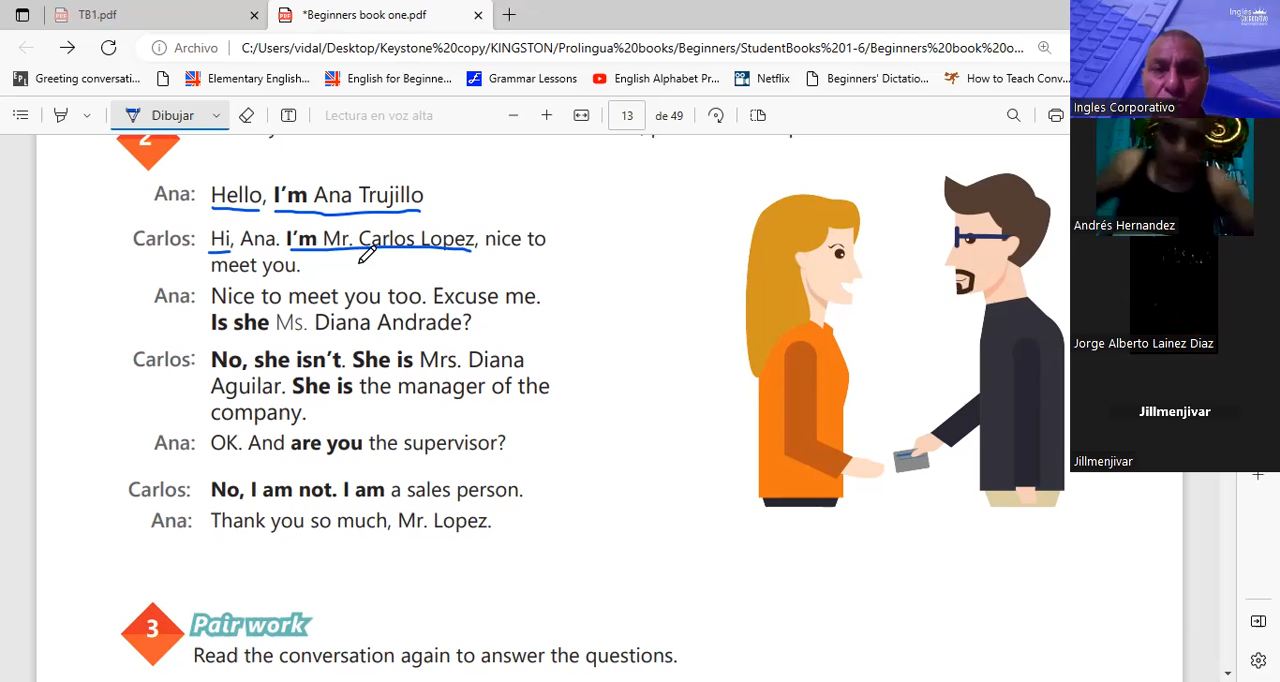 TB1.pdf
*Beginners book one.pdf
Archivo
C:/Users/vidal/Desktop/Keystone%20copy/KINGSTON/Prolingua%20books/Beginners/StudentBooks%201-6/Beginners%20book%20o...
Greeting conversati...
Elementary English...
English for Beginne...
Grammar Lessons
English Alphabet Pr...
Netflix
Beginners' Dictatio...
How to Teach Conv...
Dibujar
Lectura en voz alta
13 de 49
2
Ana: Hello, I'm Ana Trujillo
Carlos: Hi, Ana. I'm Mr. Carlos Lopez, nice to
meet you.
Ana: Nice to meet you too. Excuse me.
Is she Ms. Diana Andrade?
Carlos: No, she isn't. She is Mrs. Diana
Aguilar. She is the manager of the
company.
Ana: OK. And are you the supervisor?
Carlos: No, I am not. I am a sales person.
Ana: Thank you so much, Mr. Lopez.
3 Pair work
Read the conversation again to answer the questions.
Ingles Corporativo
Andrés Hernandez
Jorge Alberto Lainez Diaz
Jillmenjivar
Jillmenjivar